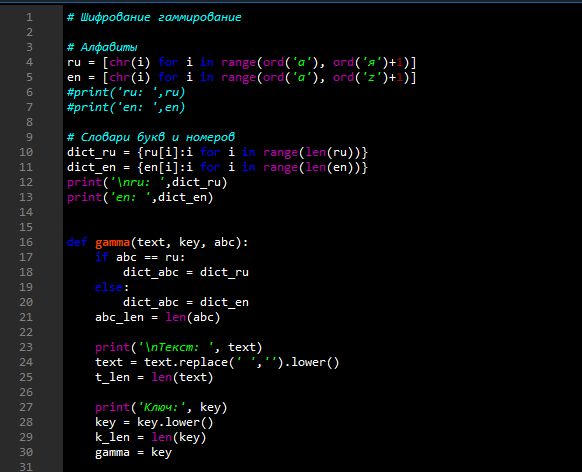 1 # Шифрование гаммирование
2
3 # Алфавиты
4 ru = [chr(i) for i in range(ord('а'), ord('я')+1)]
5 en = [chr(i) for i in range(ord('a'), ord('z')+1)]
6 #print('ru: ',ru)
7 #print('en: ',en)
8
9 # Словари букв и номеров
10 dict_ru = {ru[i]:i for i in range(len(ru))}
11 dict_en = {en[i]:i for i in range(len(en))}
12 print('\nru: ',dict_ru)
13 print('en: ',dict_en)
14
15
16 def gamma(text, key, abc):
17     if abc == ru:
18         dict_abc = dict_ru
19     else:
20         dict_abc = dict_en
21     abc_len = len(abc)
22
23     print('\nТекст: ', text)
24     text = text.replace(' ','').lower()
25     t_len = len(text)
26
27     print('Ключ:', key)
28     key = key.lower()
29     k_len = len(key)
30     gamma = key
31